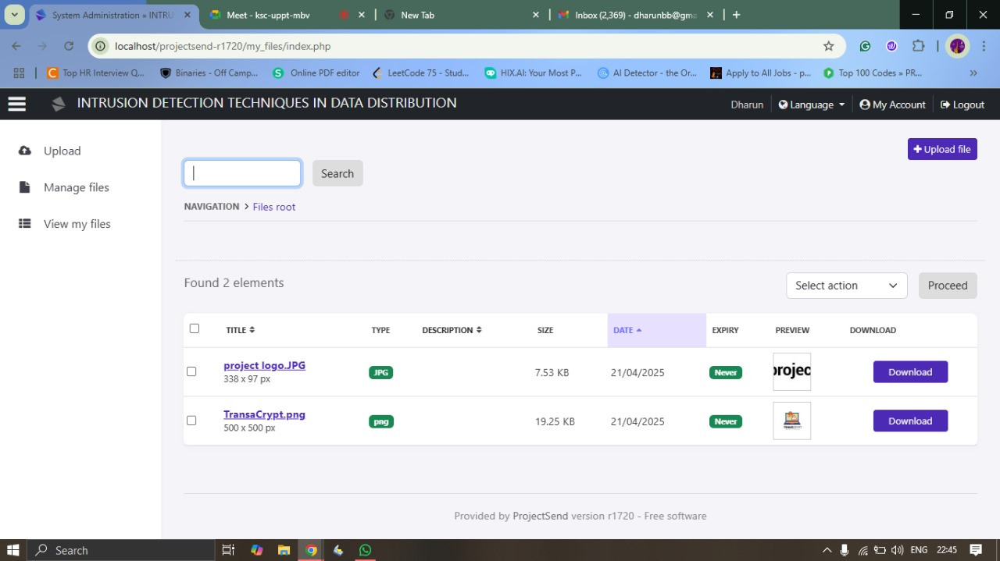 System Administration » INTRU
Meet - ksc-uppt-mbv
New Tab
Inbox (2,369) - dharunbb@gma
localhost/projectsend-r1720/my_files/index.php
Top HR Interview Q...
Binaries - Off Camp...
Online PDF editor
LeetCode 75 - Stud...
HIX.AI: Your Most P...
AI Detector - the Or...
Apply to All Jobs - p...
Top 100 Codes » PR...
INTRUSION DETECTION TECHNIQUES IN DATA DISTRIBUTION
Dharun
Language
My Account
Logout
Upload
Manage files
View my files
Upload file
Search
NAVIGATION > Files root
Found 2 elements
Select action
Proceed
TITLE TYPE DESCRIPTION SIZE DATE EXPIRY PREVIEW DOWNLOAD
project logo.JPG
338 x 97 px
JPG
7.53 KB
21/04/2025
Never
projec
Download
TransaCrypt.png
500 x 500 px
png
19.25 KB
21/04/2025
Never
Download
Provided by ProjectSend version r1720 - Free software
Search
ENG
22:45